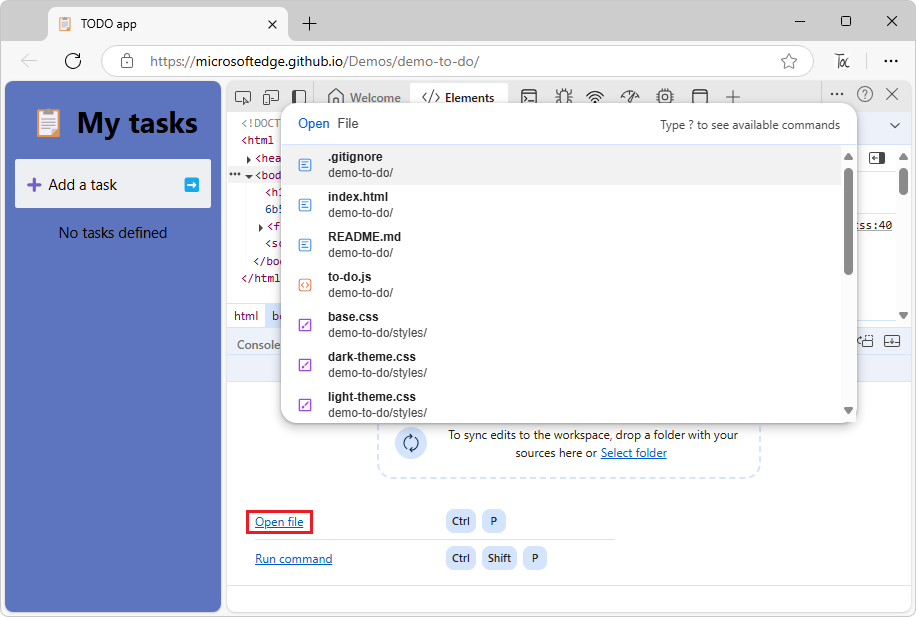 TODO app
https://microsoftedge.github.io/Demos/demo-to-do/
My tasks
Add a task
No tasks defined
Welcome
Elements
<!DOCT
<html
<hea
<bod
<h1
6b5
<f
<sc
</bod
</html
html
Console
ss:40
Open File
Type ? to see available commands
.gitignore
demo-to-do/
index.html
demo-to-do/
README.md
demo-to-do/
to-do.js
demo-to-do/
base.css
demo-to-do/styles/
dark-theme.css
demo-to-do/styles/
light-theme.css
demo-to-do/styles/
To sync edits to the workspace, drop a folder with your
sources here or Select folder
Open file Ctrl P
Run command Ctrl Shift P